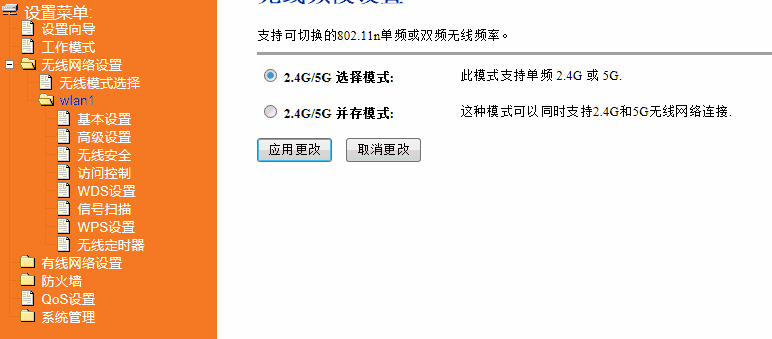 设置菜单:
设置向导
工作模式
无线网络设置
无线模式选择
wlan1
基本设置
高级设置
无线安全
访问控制
WDS设置
信号扫描
WPS设置
无线定时器
有线网络设置
防火墙
QoS设置
系统管理
支持可切换的802.11n单频或双频无线频率。
2.4G/5G 选择模式: 此模式支持单频 2.4G 或 5G.
2.4G/5G 并存模式: 这种模式可以同时支持2.4G和5G无线网络连接.
应用更改 取消更改